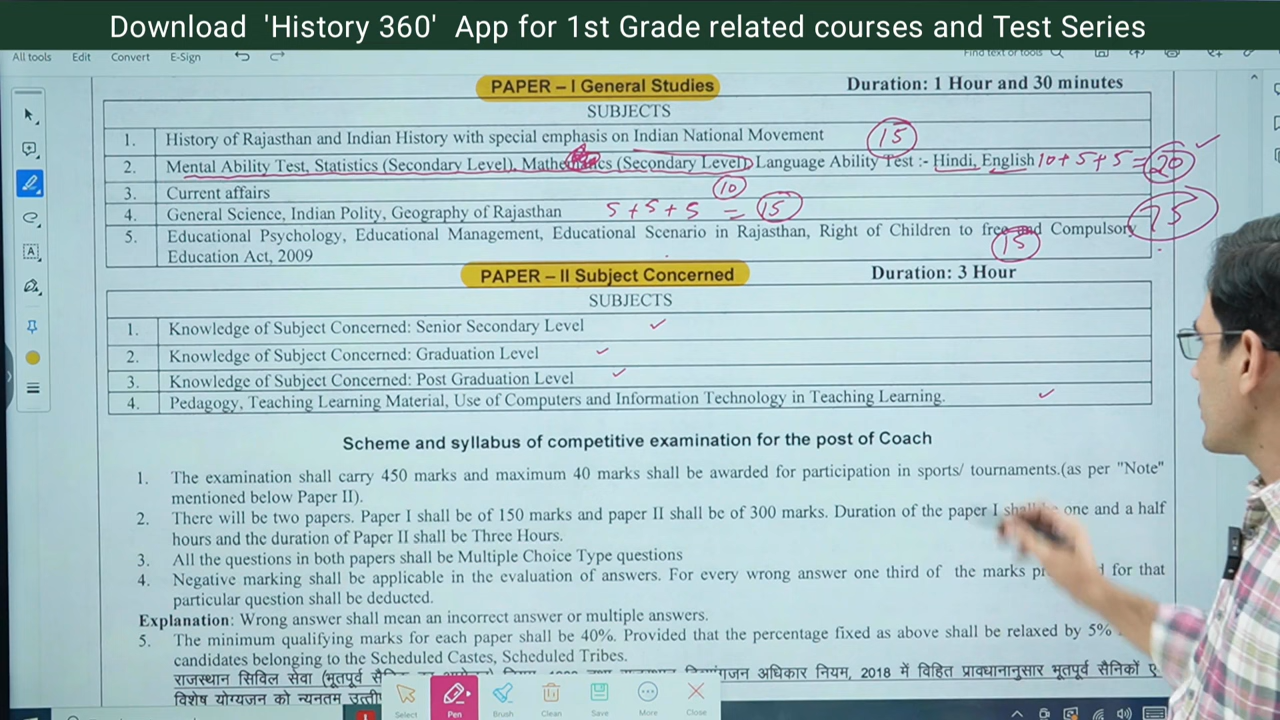 Download 'History 360' App for 1st Grade related courses and Test Series
All tools Edit Convert E-Sign Find text or tools
PAPER – I General Studies Duration: 1 Hour and 30 minutes
SUBJECTS
1. History of Rajasthan and Indian History with special emphasis on Indian National Movement 15
2. Mental Ability Test, Statistics (Secondary Level), Mathematics (Secondary Level) Language Ability Test :- Hindi, English 10+5+5=20
3. Current affairs 10
4. General Science, Indian Polity, Geography of Rajasthan 5+5+5 = 15
75
5. Educational Psychology, Educational Management, Educational Scenario in Rajasthan, Right of Children to free and Compulsory
Education Act, 2009 15
PAPER – II Subject Concerned Duration: 3 Hour
SUBJECTS
1. Knowledge of Subject Concerned: Senior Secondary Level
2. Knowledge of Subject Concerned: Graduation Level
3. Knowledge of Subject Concerned: Post Graduation Level
4. Pedagogy, Teaching Learning Material, Use of Computers and Information Technology in Teaching Learning.
Scheme and syllabus of competitive examination for the post of Coach
1. The examination shall carry 450 marks and maximum 40 marks shall be awarded for participation in sports/ tournaments.(as per "Note"
mentioned below Paper II).
2. There will be two papers. Paper I shall be of 150 marks and paper II shall be of 300 marks. Duration of the paper I shall be one and a half
hours and the duration of Paper II shall be Three Hours.
3. All the questions in both papers shall be Multiple Choice Type questions
4. Negative marking shall be applicable in the evaluation of answers. For every wrong answer one third of the marks for that
particular question shall be deducted.
Explanation: Wrong answer shall mean an incorrect answer or multiple answers.
5. The minimum qualifying marks for each paper shall be 40%. Provided that the percentage fixed as above shall be relaxed by 5%
candidates belonging to the Scheduled Castes, Scheduled Tribes.
राजस्थान सिविल सेवा (भूतपूर्व अधिकार नियम, 2018 में विहित प्रावधानानुसार भूतपूर्व सैनिकों
विशेष योग्यजन को न्यूनतम
Select Pen Brush Clean Save More Close